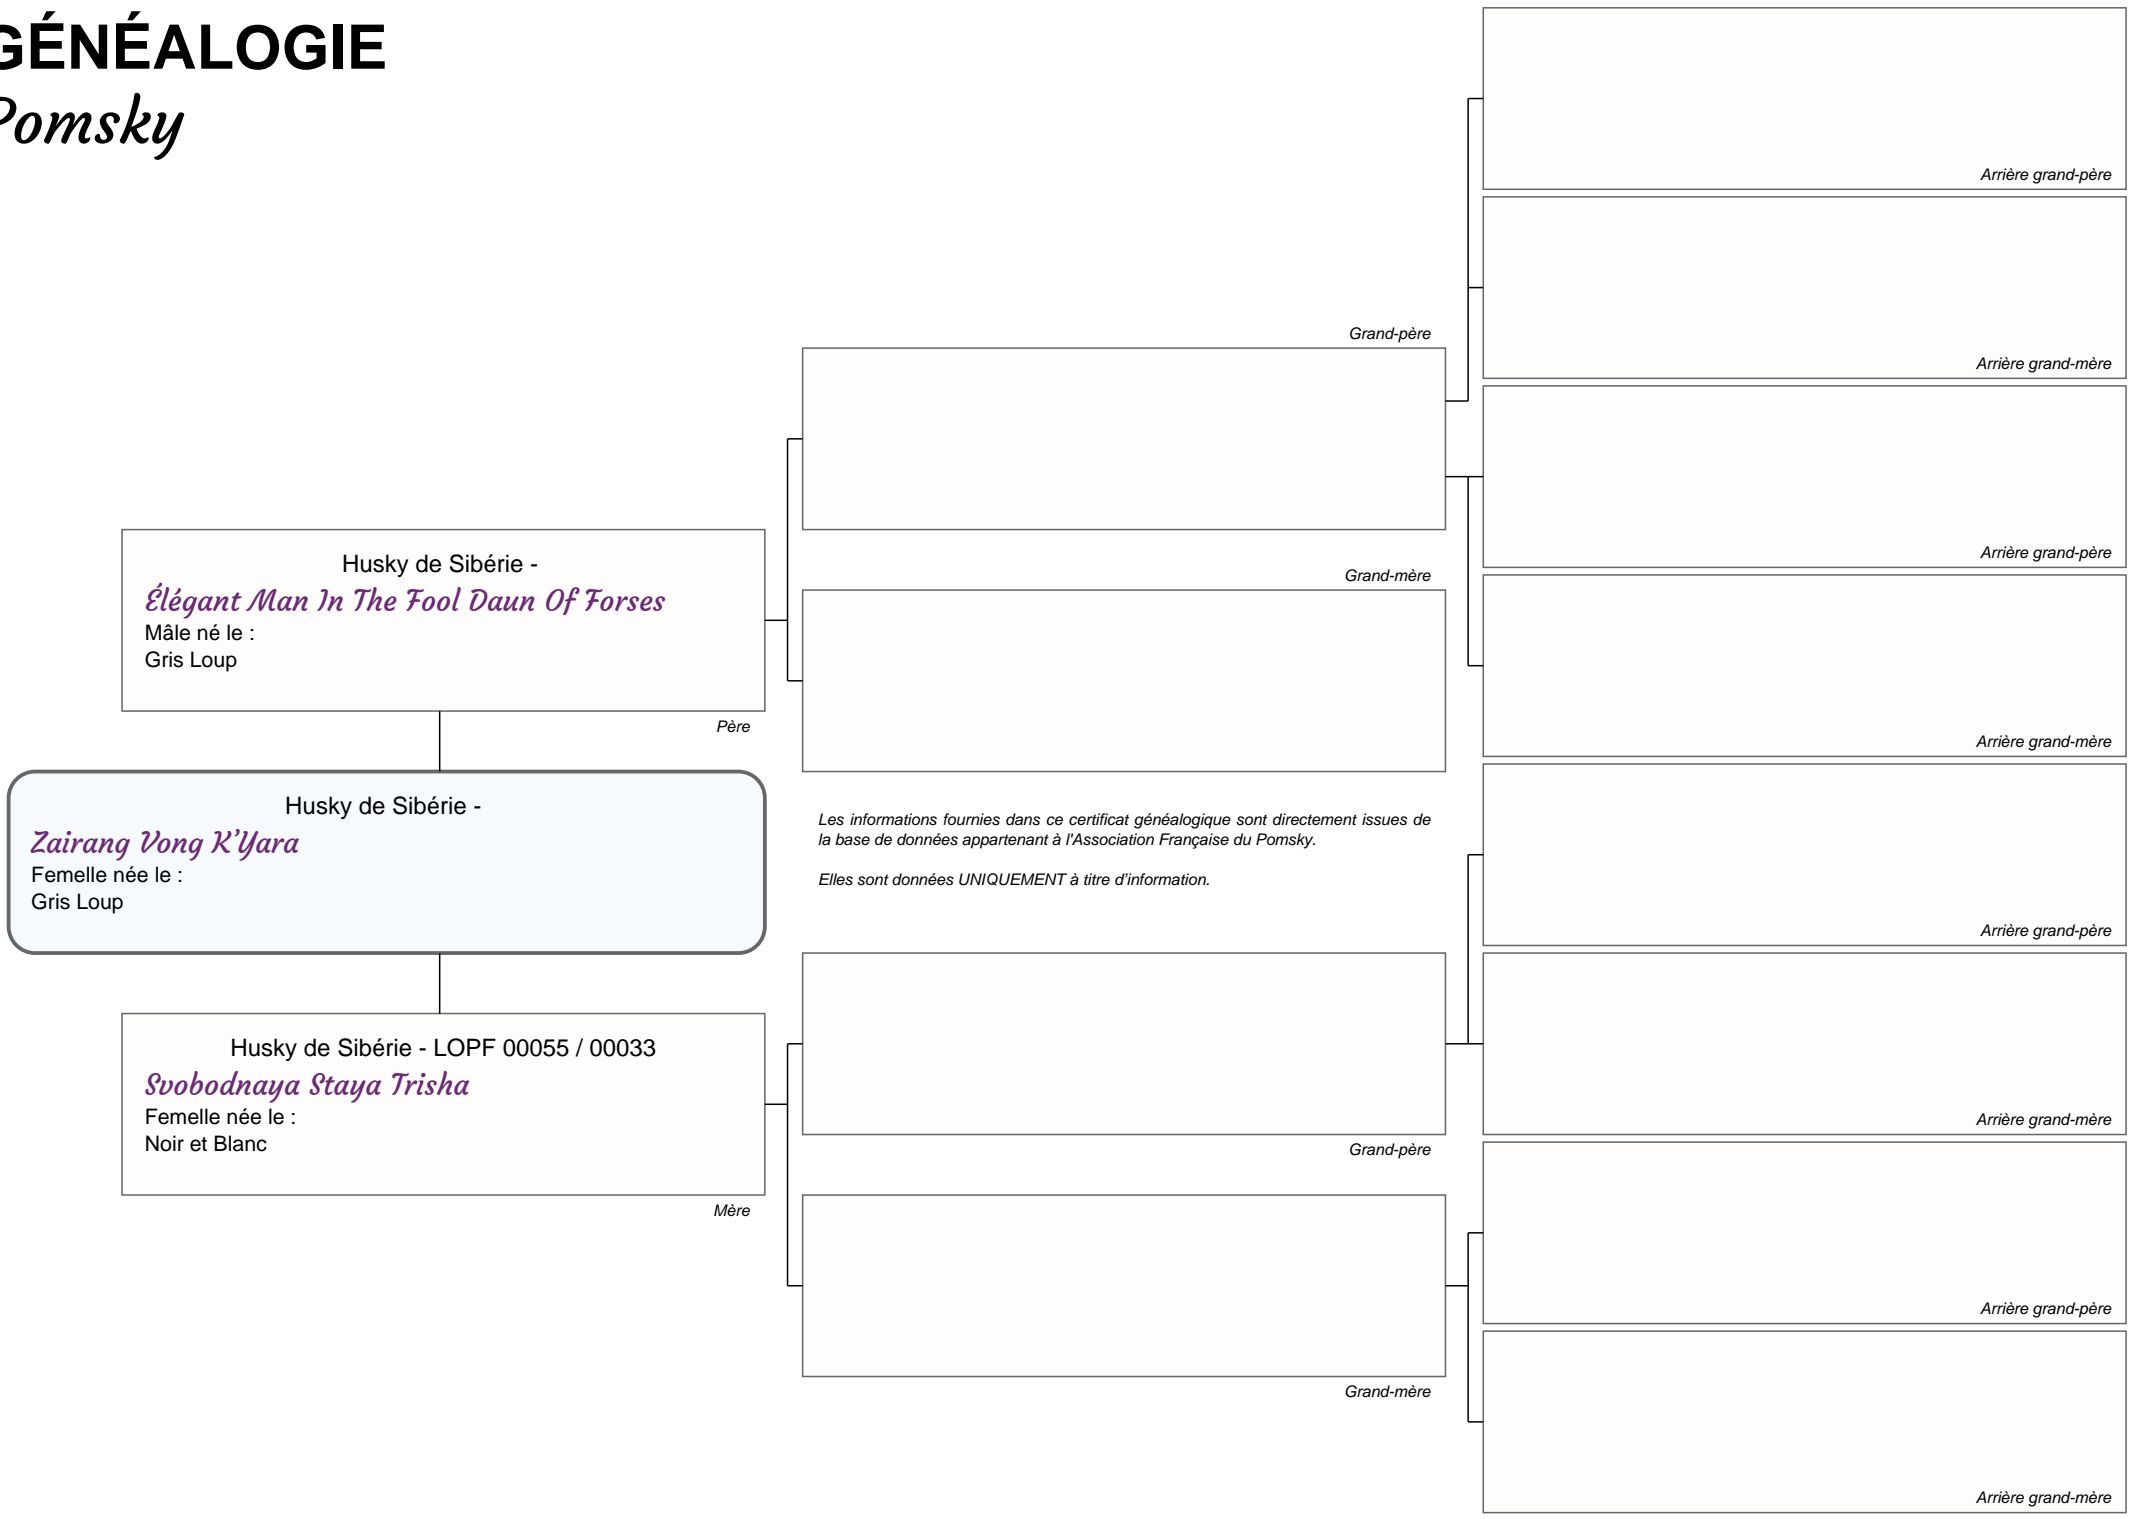 GÉNÉALOGIE
Pomsky
Husky de Sibérie -
Élégant Man In The Fool Daun Of Forses
Mâle né le :
Gris Loup
Père
Husky de Sibérie -
Zairang Vong K'Yara
Femelle née le :
Gris Loup
Husky de Sibérie - LOPF 00055 / 00033
Svobodnaya Staya Trisha
Femelle née le :
Noir et Blanc
Mère
Grand-père
Grand-mère
Les informations fournies dans ce certificat généalogique sont directement issues de
la base de données appartenant à l'Association Française du Pomsky.
Elles sont données UNIQUEMENT à titre d'information.
Grand-père
Grand-mère
Arrière grand-père
Arrière grand-mère
Arrière grand-père
Arrière grand-mère
Arrière grand-père
Arrière grand-mère
Arrière grand-père
Arrière grand-mère